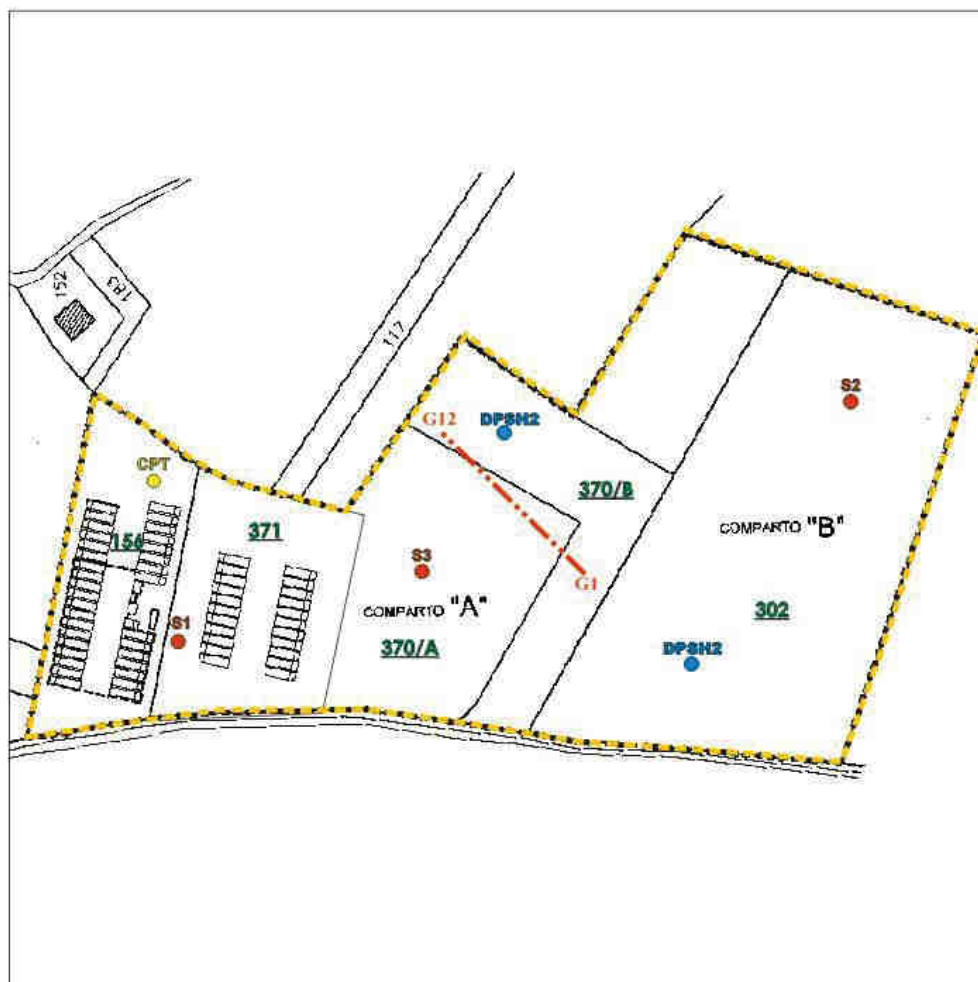 152
183
117
S2
G12
DPSH2
CPT
370/B
371
COMPARTO "B"
156
S3
G1
COMPARTO "A"
302
S1
370/A
DPSH2